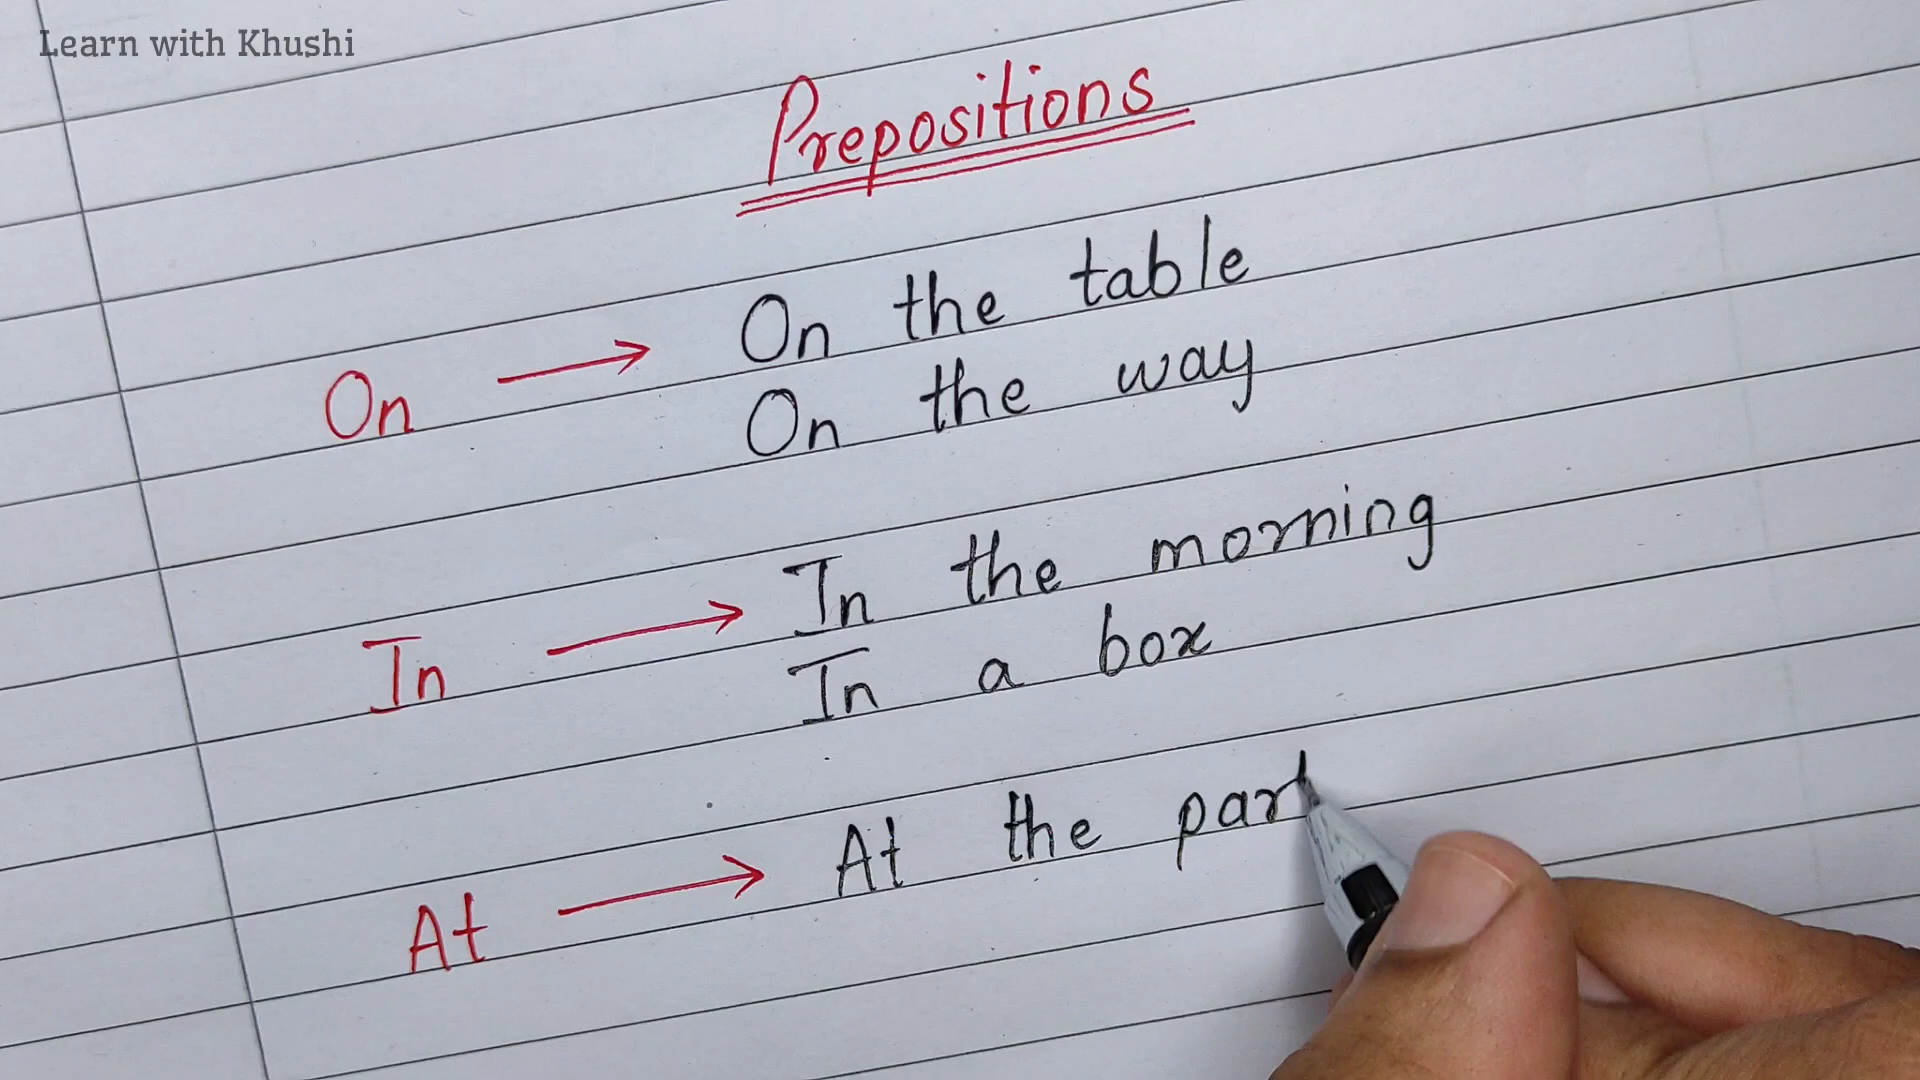 Learn with Khushi
Prepositions
On → On the table
On the way
In → In the morning
In a box
At → At the part